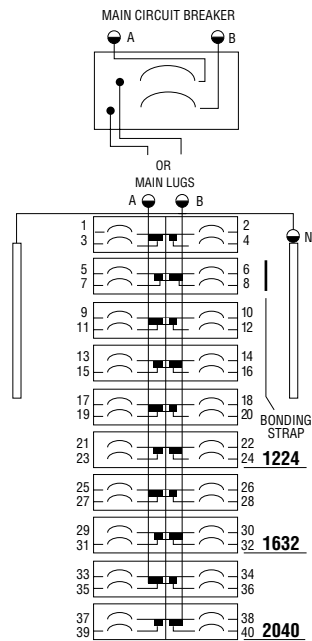 MAIN CIRCUIT BREAKER
A B
OR
MAIN LUGS
A B
N
1 2
3 4
5 6
7 8
9 10
11 12
13 14
15 16
17 18
19 20
BONDING
STRAP
21 22
23 24 1224
25 26
27 28
29 30
31 32 1632
33 34
35 36
37 38
39 40 2040